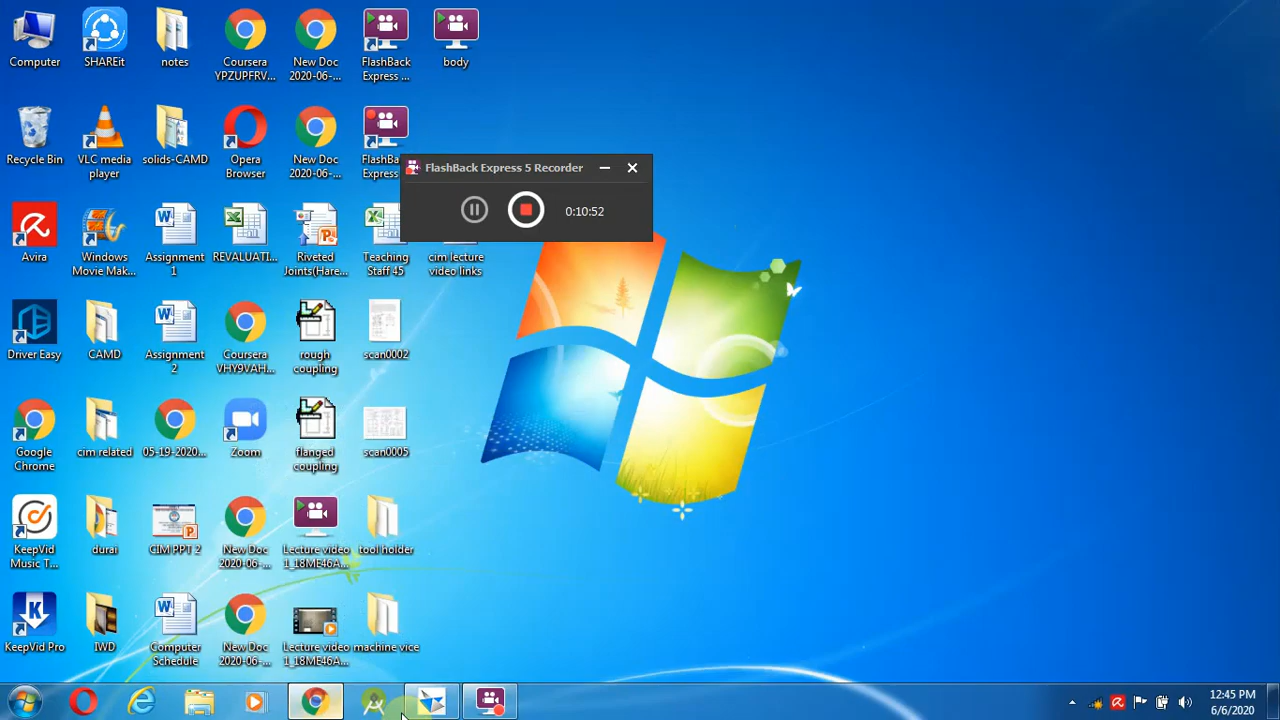 Computer
SHAREit
notes
Coursera
YPZUPFRV...
New Doc
2020-06-...
FlashBack
Express ...
body
Recycle Bin
VLC media
player
solids-CAMD
Opera
Browser
New Doc
2020-06-...
FlashBa
Express
FlashBack Express 5 Recorder
0:10:52
Avira
Windows
Movie Mak...
Assignment
1
REVALUATI...
Riveted
Joints(Hare...
Teaching
Staff 45
cim lecture
video links
Driver Easy
CAMD
Assignment
2
Coursera
VHY9VAH...
rough
coupling
scan0002
Google
Chrome
cim related
05-19-2020...
Zoom
flanged
coupling
scan0005
KeepVid
Music T...
durai
CIM PPT 2
New Doc
2020-06-...
Lecture video
1_18ME46A...
tool holder
KeepVid Pro
IWD
Computer
Schedule
New Doc
2020-06-...
Lecture video
1_18ME46A...
machine vice
12:45 PM
6/6/2020